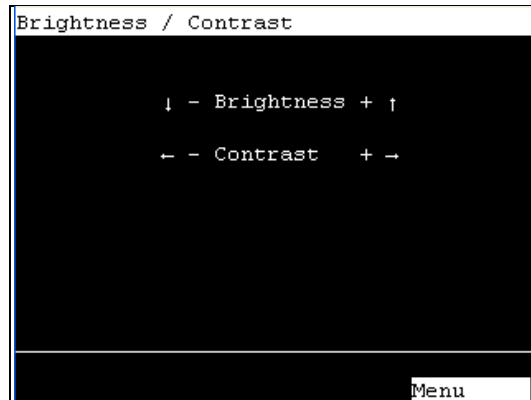 Brightness / Contrast
↓ - Brightness + ↑
← - Contrast + →
Menu